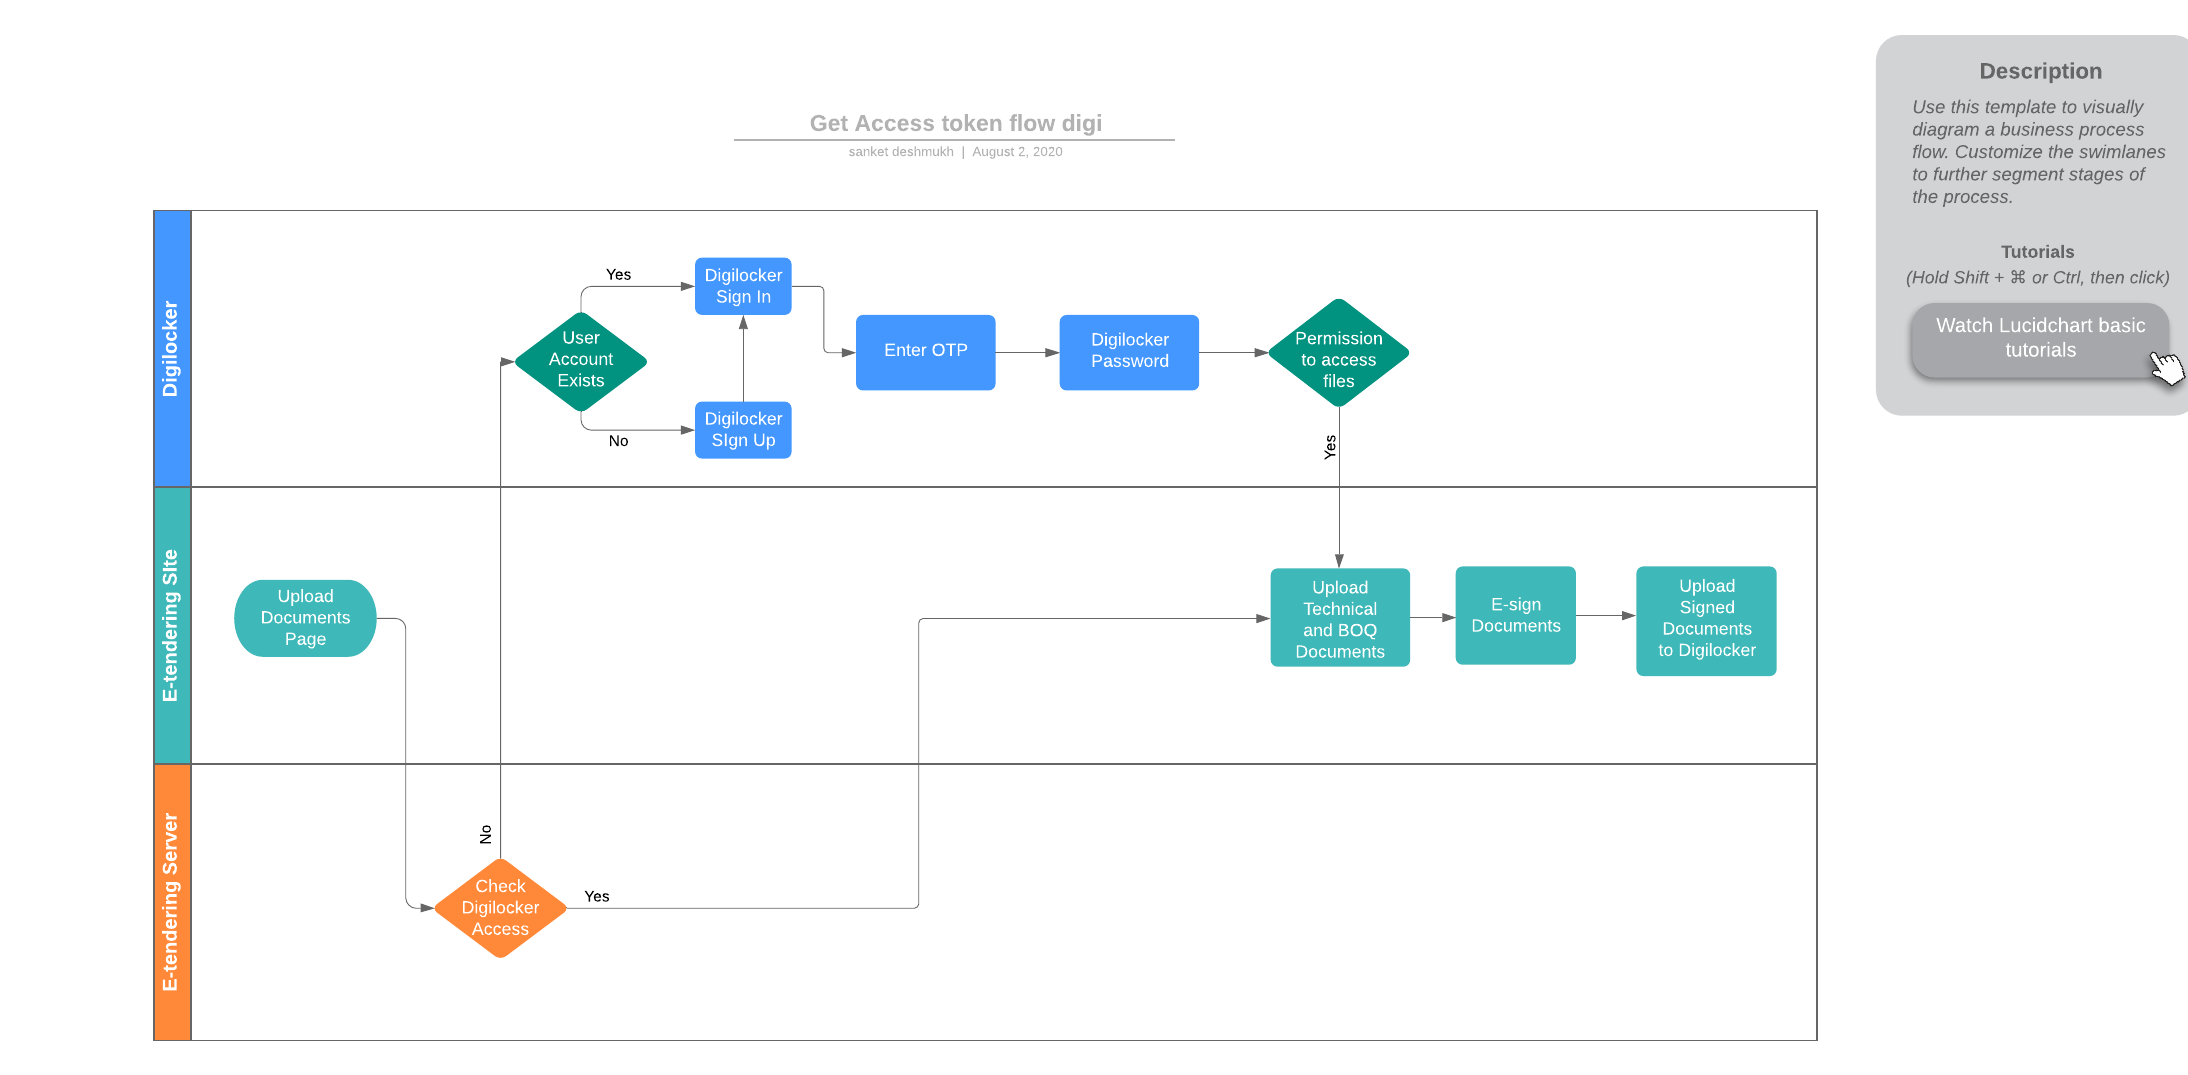 Get Access token flow digi
sanket deshmukh | August 2, 2020
Description
Use this template to visually
diagram a business process
flow. Customize the swimlanes
to further segment stages of
the process.
Tutorials
(Hold Shift + ⌘ or Ctrl, then click)
Watch Lucidchart basic
tutorials
Digilocker
User
Account
Exists
Yes
No
Digilocker
Sign In
Digilocker
SIgn Up
Enter OTP
Digilocker
Password
Permission
to access
files
Yes
E-tendering SIte
Upload
Documents
Page
Upload
Technical
and BOQ
Documents
E-sign
Documents
Upload
Signed
Documents
to Digilocker
E-tendering Server
No
Check
Digilocker
Access
Yes